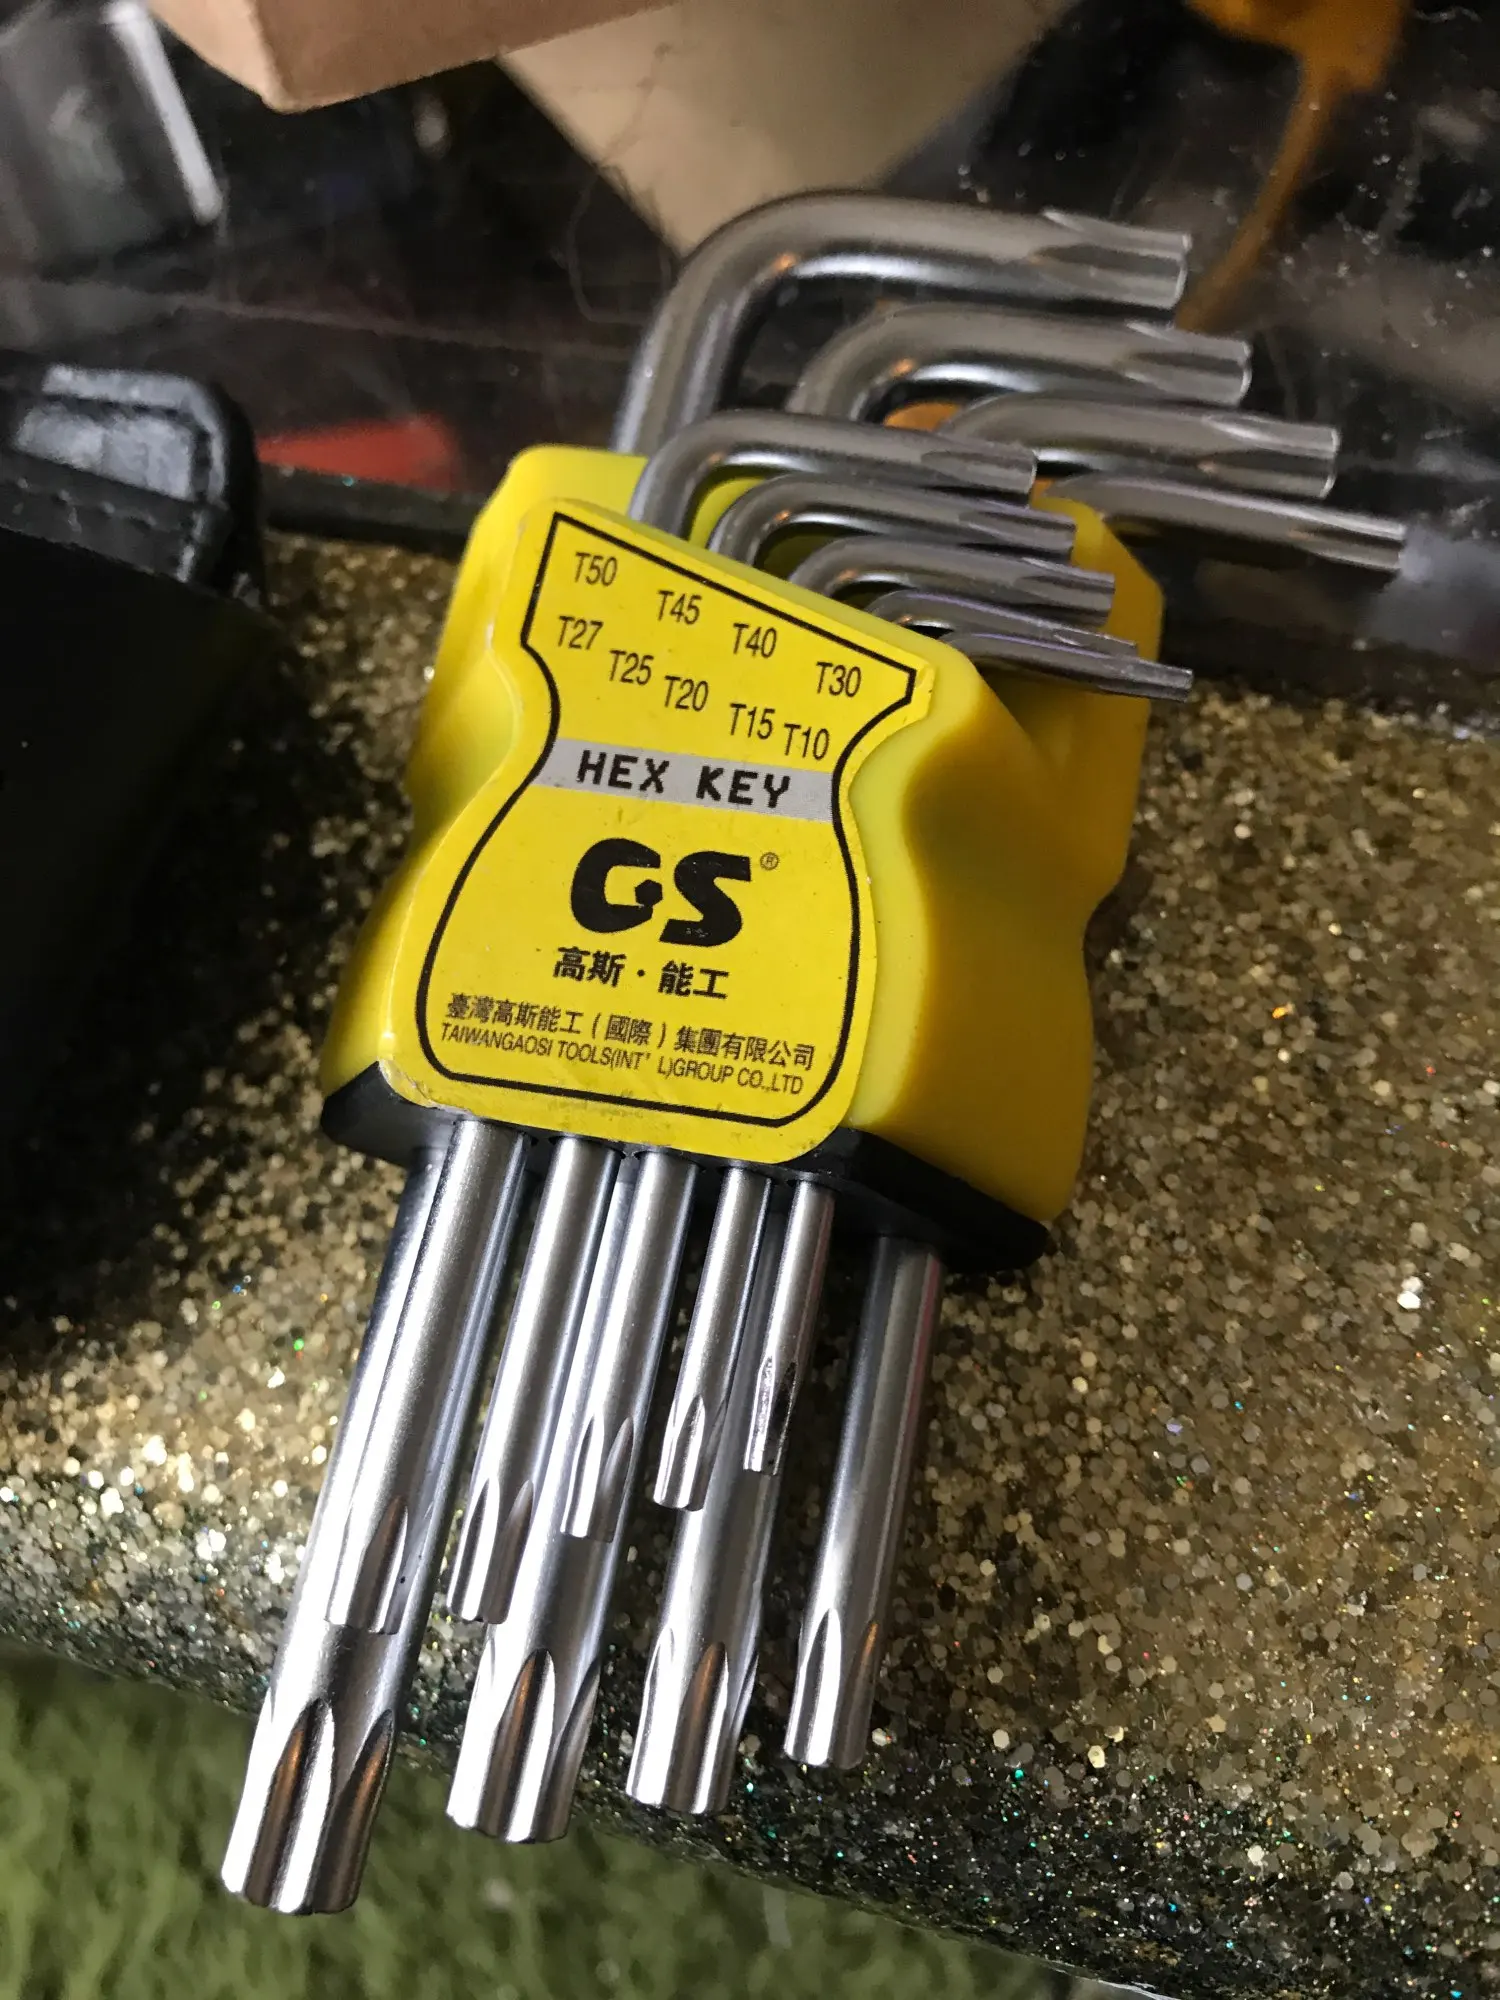 T50 T45 T40 T30
T27 T25 T20 T15 T10
HEX KEY
GS®
高斯·能工
臺灣高斯能工(國際)集團有限公司
TAIWANGAOSI TOOLS(INT'L)GROUP CO.,LTD